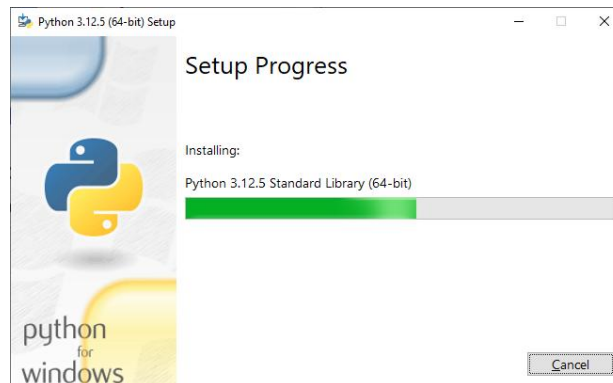 Python 3.12.5 (64-bit) Setup
Setup Progress
Installing:
Python 3.12.5 Standard Library (64-bit)
python
for
windows
Cancel